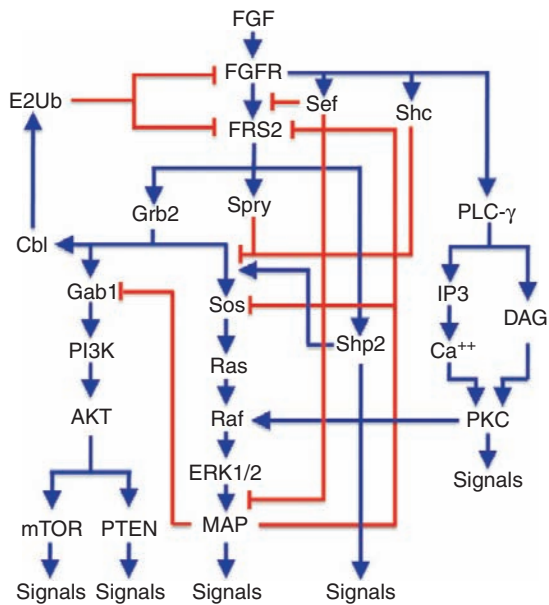 FGF
FGFR
E2Ub
Sef
Shc
FRS2
Grb2
Spry
PLC-γ
Cbl
Gab1
Sos
IP3
DAG
PI3K
Shp2
Ca++
Ras
AKT
Raf
PKC
ERK1/2
Signals
mTOR
PTEN
MAP
Signals
Signals
Signals
Signals